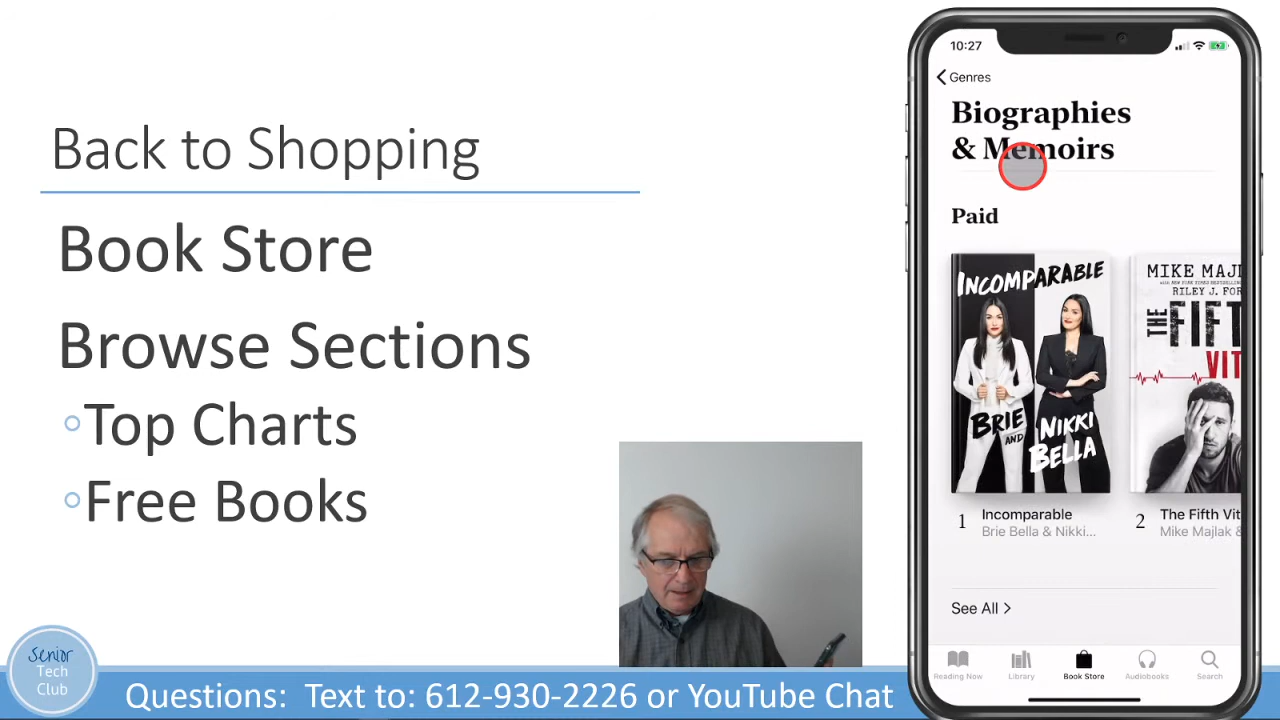 Back to Shopping
Book Store
Browse Sections
Top Charts
Free Books
Senior
Tech
Club
Questions: Text to: 612-930-2226 or YouTube Chat
10:27
Genres
Biographies
& Memoirs
Paid
INCOMPARABLE
BRIE
AND
NIKKI
BELLA
MIKE MAJL
RILEY J. FOR
THE FIFT
VIT
1 Incomparable
Brie Bella & Nikki...
2 The Fifth Vit
Mike Majlak &
See All >
Reading Now
Library
Book Store
Audiobooks
Search